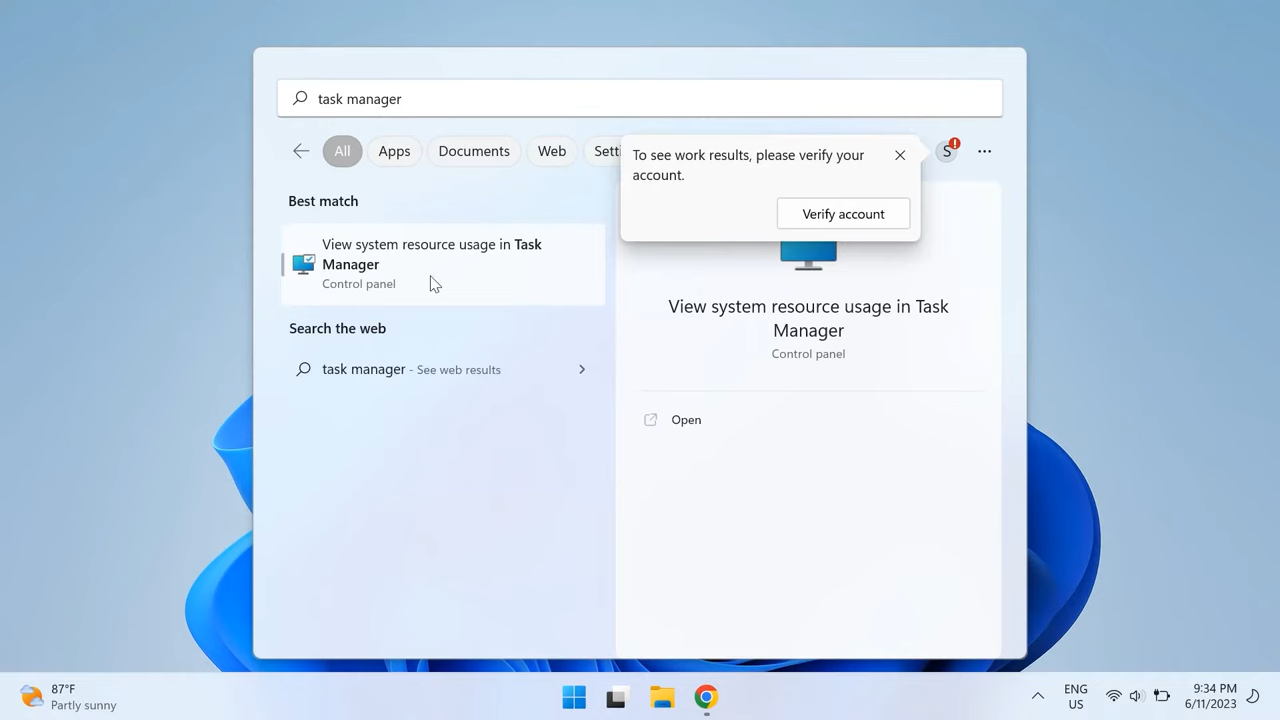 task manager
All
Apps
Documents
Web
Setti
S
...
To see work results, please verify your
account.
Verify account
Best match
View system resource usage in Task
Manager
Control panel
Search the web
task manager - See web results
View system resource usage in Task
Manager
Control panel
Open
87°F
Partly sunny
ENG
US
9:34 PM
6/11/2023